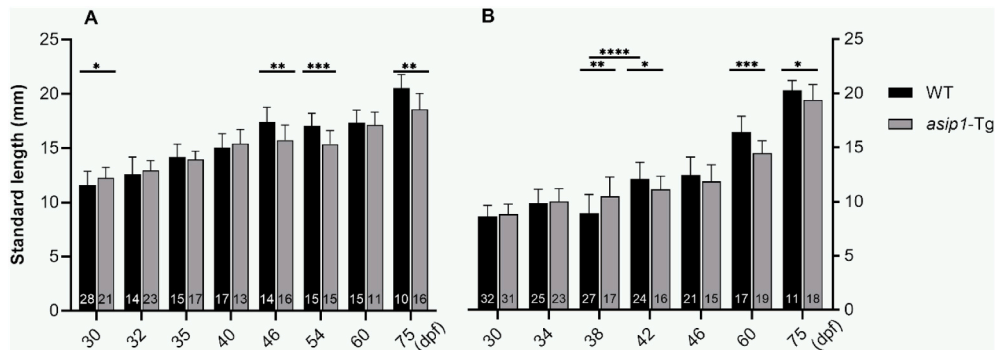 A
B
Standard length (mm)
25
20
15
10
5
0
* ** *** **
**** ** * *** *
25
20
15
10
5
0
WT
asip1-Tg
28 21 14 23 15 17 17 13 14 16 15 15 15 11 10 16
32 31 25 23 27 17 24 16 21 15 17 19 11 18
30 32 35 40 46 54 60 75 (dpf)
30 34 38 42 46 60 75 (dpf)